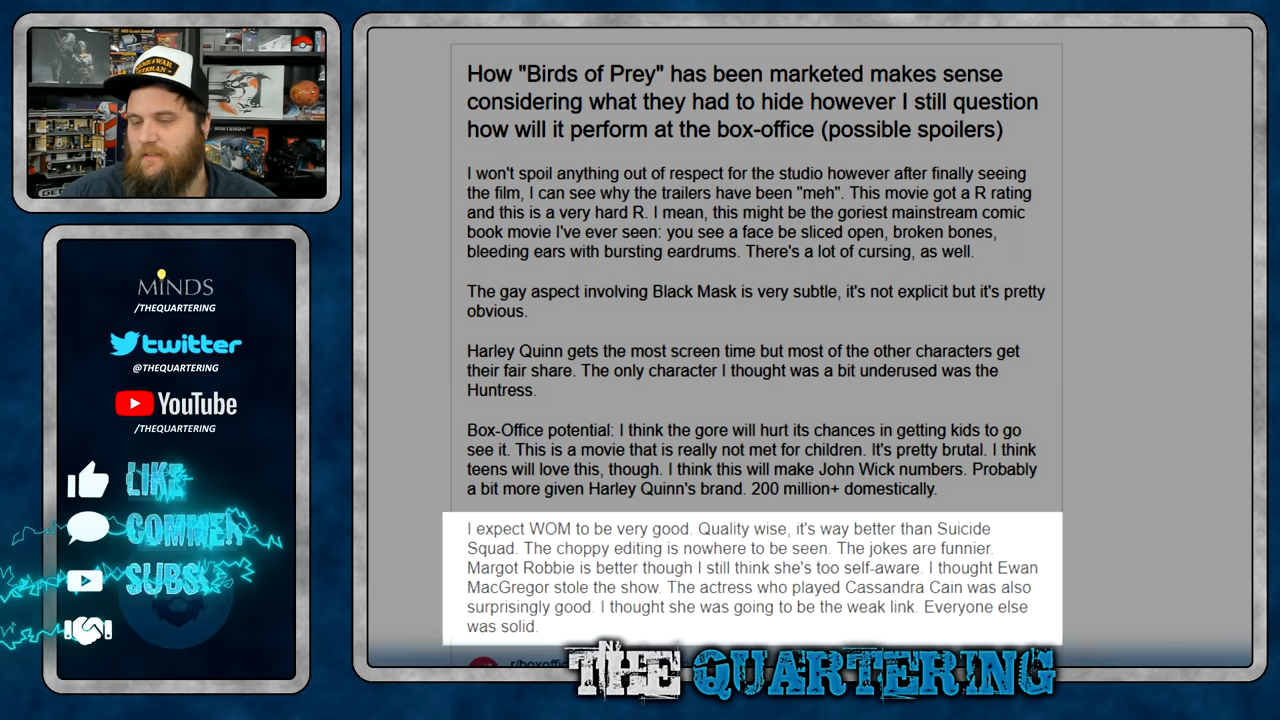 VETERAN
NINTENDO
MINDS
/THEQUARTERING
twitter
@THEQUARTERING
YouTube
/THEQUARTERING
LIKE
COMMEN
SUBS
How "Birds of Prey" has been marketed makes sense
considering what they had to hide however I still question
how will it perform at the box-office (possible spoilers)
I won't spoil anything out of respect for the studio however after finally seeing
the film, I can see why the trailers have been "meh". This movie got a R rating
and this is a very hard R. I mean, this might be the goriest mainstream comic
book movie I've ever seen: you see a face be sliced open, broken bones,
bleeding ears with bursting eardrums. There's a lot of cursing, as well.
The gay aspect involving Black Mask is very subtle, it's not explicit but it's pretty
obvious.
Harley Quinn gets the most screen time but most of the other characters get
their fair share. The only character I thought was a bit underused was the
Huntress.
Box-Office potential: I think the gore will hurt its chances in getting kids to go
see it. This is a movie that is really not met for children. It's pretty brutal. I think
teens will love this, though. I think this will make John Wick numbers. Probably
a bit more given Harley Quinn's brand. 200 million+ domestically.
I expect WOM to be very good. Quality wise, it's way better than Suicide
Squad. The choppy editing is nowhere to be seen. The jokes are funnier.
Margot Robbie is better though I still think she's too self-aware. I thought Ewan
MacGregor stole the show. The actress who played Cassandra Cain was also
surprisingly good. I thought she was going to be the weak link. Everyone else
was solid.
r/boxoffic
THE QUARTERING